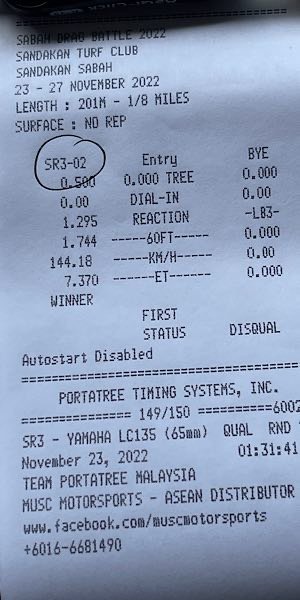 SABAH DRAG BATTLE 2022
SANDAKAN TURF CLUB
SANDAKAN SABAH
23 - 27 NOVEMBER 2022
LENGTH : 201M - 1/8 MILES
SURFACE : NO REP
SR3-02 Entry BYE
0.500 0.000 TREE 0.000
0.00 DIAL-IN 0.00
1.295 REACTION -LB3-
1.744 -----60FT------ 0.000
144.18 -----KM/H----- 0.00
7.370 ------ET------ 0.000
WINNER
FIRST
STATUS DISQUAL
Autostart Disabled
PORTATREE TIMING SYSTEMS, INC.
=============== 149/150 ==========6002
SR3 - YAMAHA LC135 (65mm) QUAL RND
November 23, 2022 01:31:41
TEAM PORTATREE MALAYSIA
MUSC MOTORSPORTS - ASEAN DISTRIBUTOR
www.facebook.com/muscmotorsports
+6016-6681490